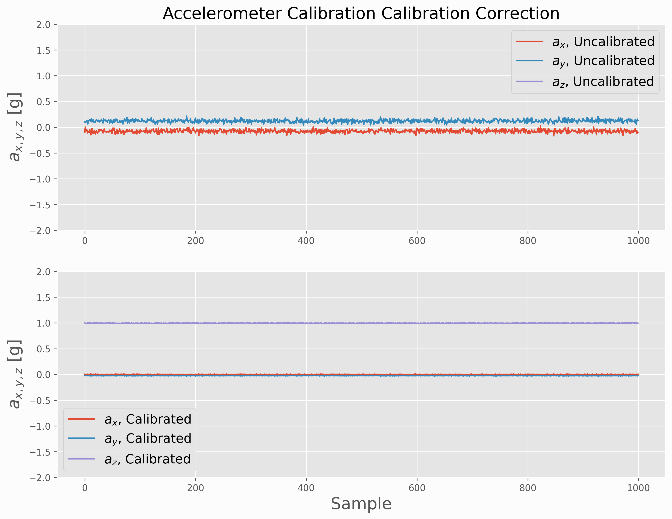 Accelerometer Calibration Calibration Correction
2.0
1.5
1.0
0.5
0.0
−0.5
−1.0
−1.5
−2.0
a_{x,y,z} [g]
a_x, Uncalibrated
a_y, Uncalibrated
a_z, Uncalibrated
0 200 400 600 800 1000
2.0
1.5
1.0
0.5
0.0
−0.5
−1.0
−1.5
−2.0
a_{x,y,z} [g]
a_x, Calibrated
a_y, Calibrated
a_z, Calibrated
0 200 400 600 800 1000
Sample